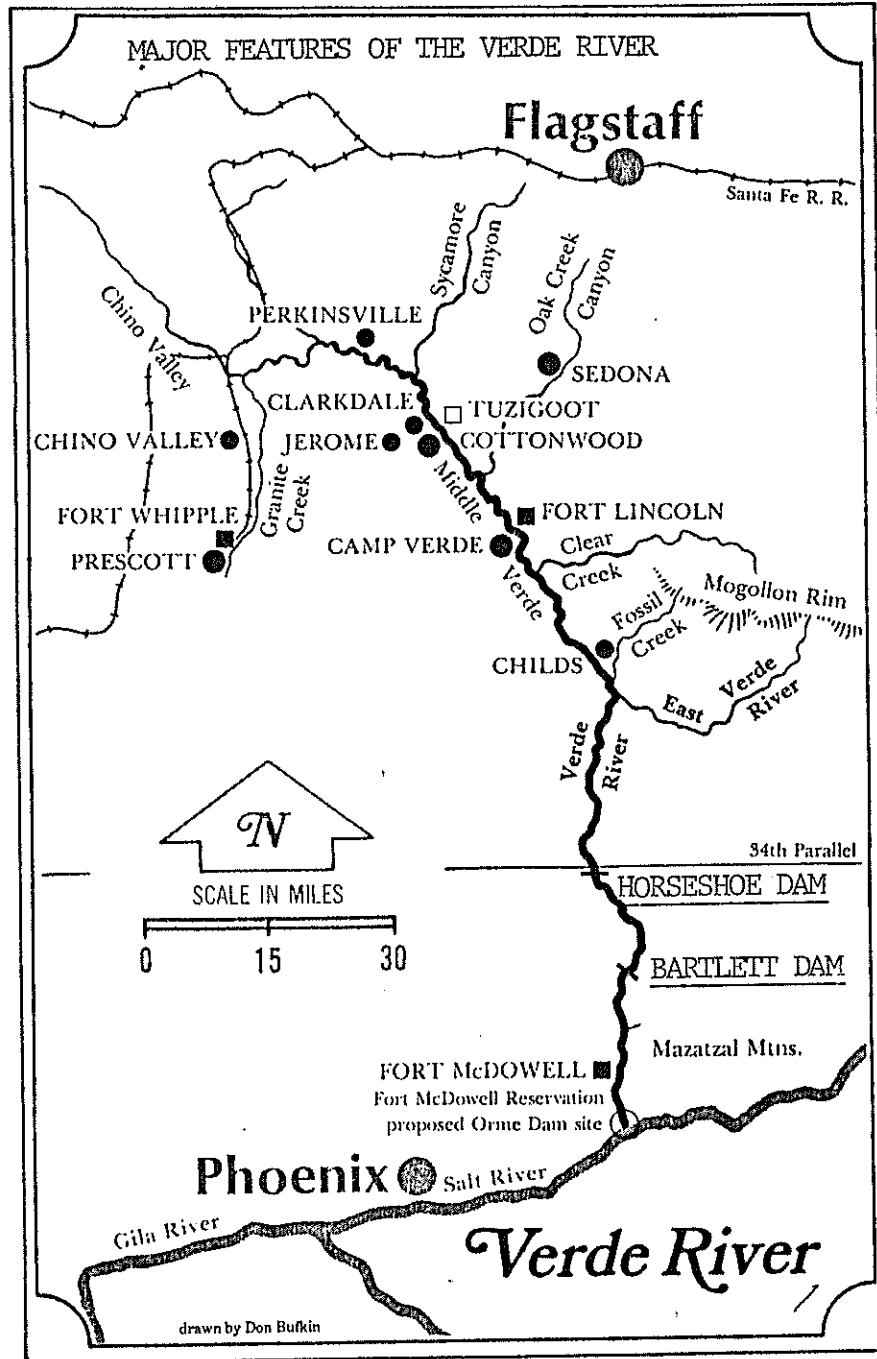 MAJOR FEATURES OF THE VERDE RIVER
Flagstaff
Santa Fe R. R.
Sycamore
Canyon
Oak Creek
Canyon
Chino Valley
PERKINSVILLE
SEDONA
CLARKDALE
TUZIGOOT
CHINO VALLEY
JEROME
COTTONWOOD
Middle
Verde
Granite
Creek
FORT WHIPPLE
FORT LINCOLN
PRESCOTT
CAMP VERDE
Clear
Creek
Mogollon Rim
Fossil
Creek
CHILDS
East Verde
River
Verde
River
N
34th Parallel
SCALE IN MILES
0 15 30
HORSESHOE DAM
BARTLETT DAM
Mazatzal Mtns.
FORT McDOWELL
Fort McDowell Reservation
proposed Orme Dam site
Phoenix
Salt River
Gila River
Verde River
drawn by Don Bufkin